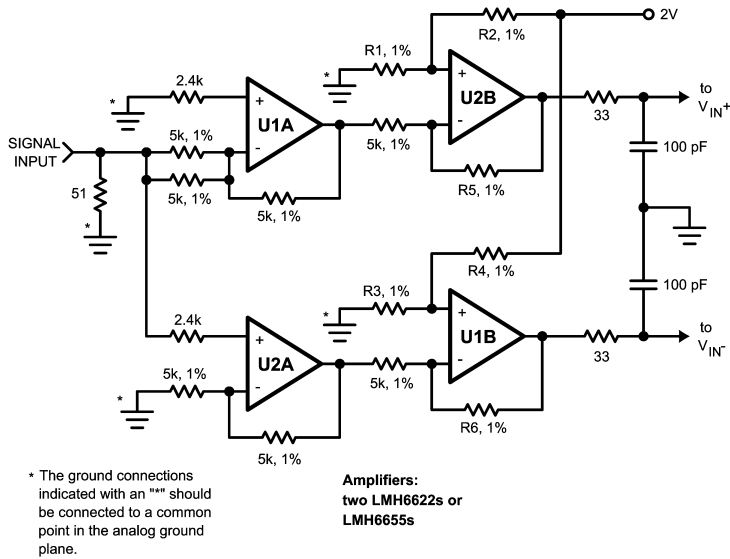 2V
R2, 1%
R1, 1%
*
2.4k
*
+
U1A
-
+
U2B
-
to
VIN+
33
SIGNAL
INPUT
5k, 1%
5k, 1%
100 pF
51
5k, 1%
5k, 1%
R5, 1%
*
R4, 1%
R3, 1%
100 pF
*
2.4k
+
U2A
-
+
U1B
-
to
VIN-
33
5k, 1%
5k, 1%
*
R6, 1%
5k, 1%
* The ground connections
indicated with an "*" should
be connected to a common
point in the analog ground
plane.
Amplifiers:
two LMH6622s or
LMH6655s